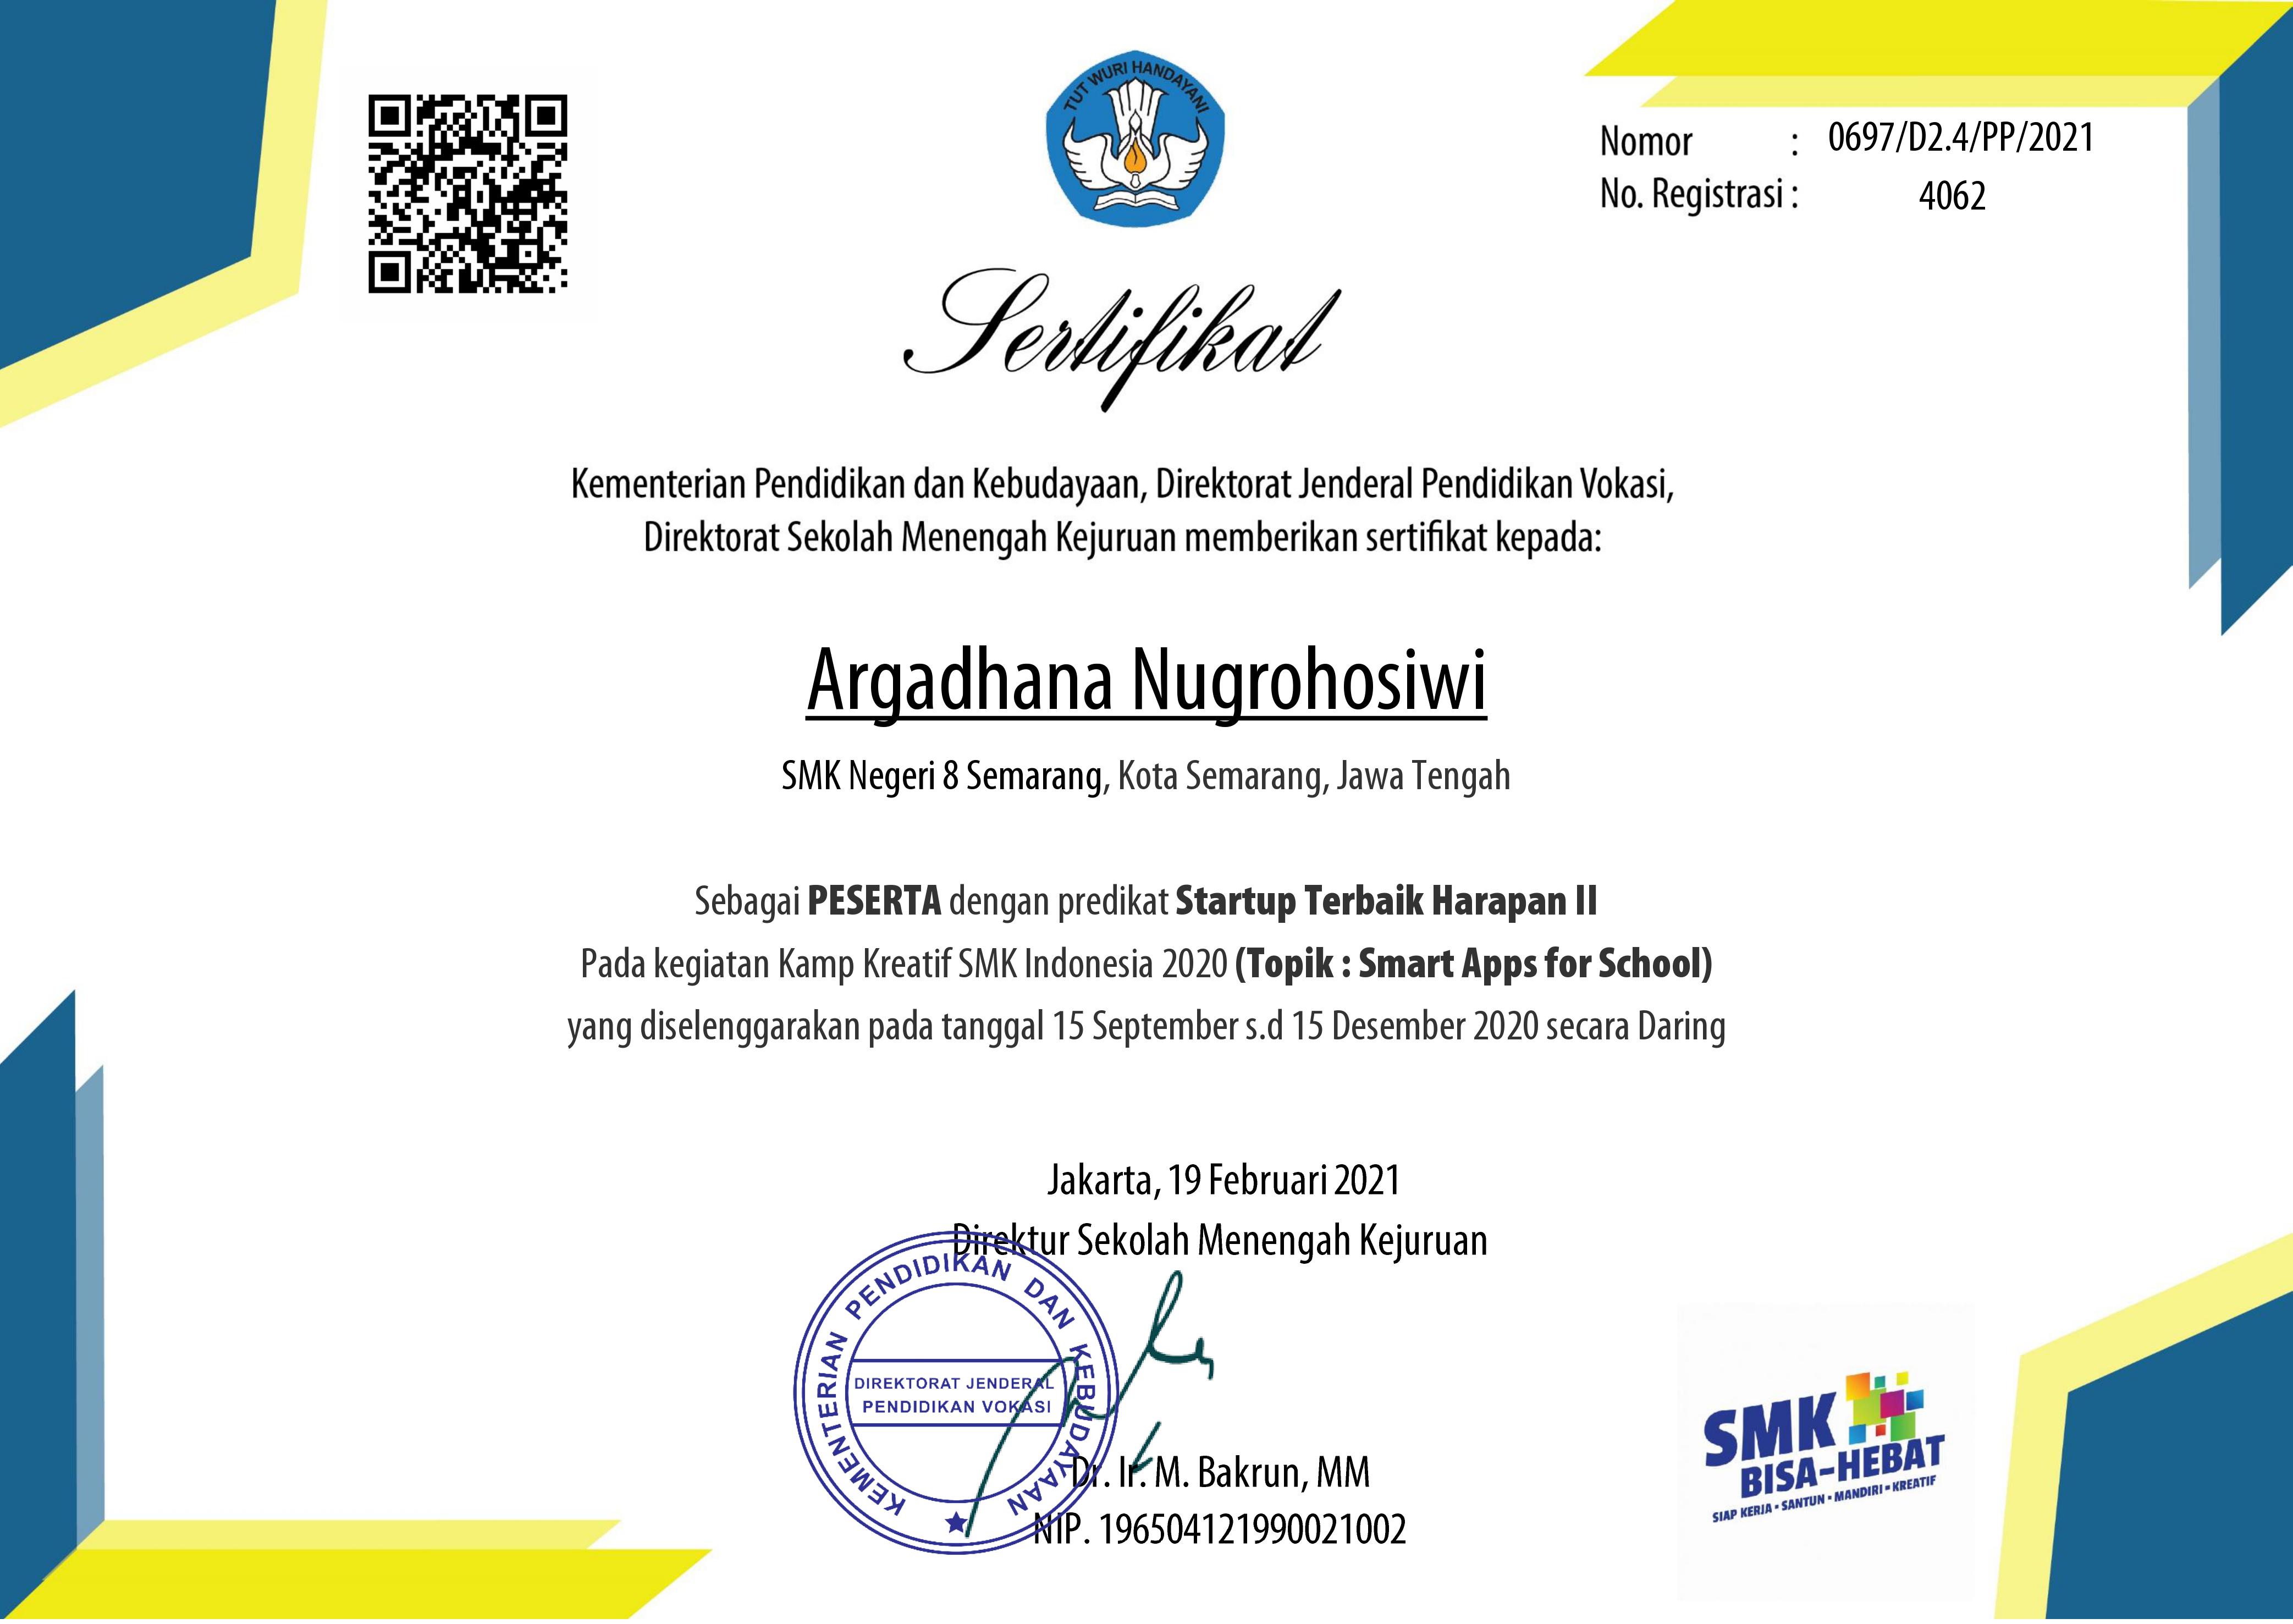 TUT WURI HANDAYANI
Nomor : 0697/D2.4/PP/2021
No. Registrasi : 4062
Sertifikat
Kementerian Pendidikan dan Kebudayaan, Direktorat Jenderal Pendidikan Vokasi,
Direktorat Sekolah Menengah Kejuruan memberikan sertifikat kepada:
Argadhana Nugrohosiwi
SMK Negeri 8 Semarang, Kota Semarang, Jawa Tengah
Sebagai PESERTA dengan predikat Startup Terbaik Harapan II
Pada kegiatan Kamp Kreatif SMK Indonesia 2020 (Topik : Smart Apps for School)
yang diselenggarakan pada tanggal 15 September s.d 15 Desember 2020 secara Daring
Jakarta, 19 Februari 2021
Direktur Sekolah Menengah Kejuruan
KEMENTERIAN PENDIDIKAN DAN KEBUDAYAAN
DIREKTORAT JENDERAL
PENDIDIKAN VOKASI
Dr. Ir. M. Bakrun, MM
NIP. 196504121990021002
SMK
BISA-HEBAT
SIAP KERJA • SANTUN • MANDIRI • KREATIF